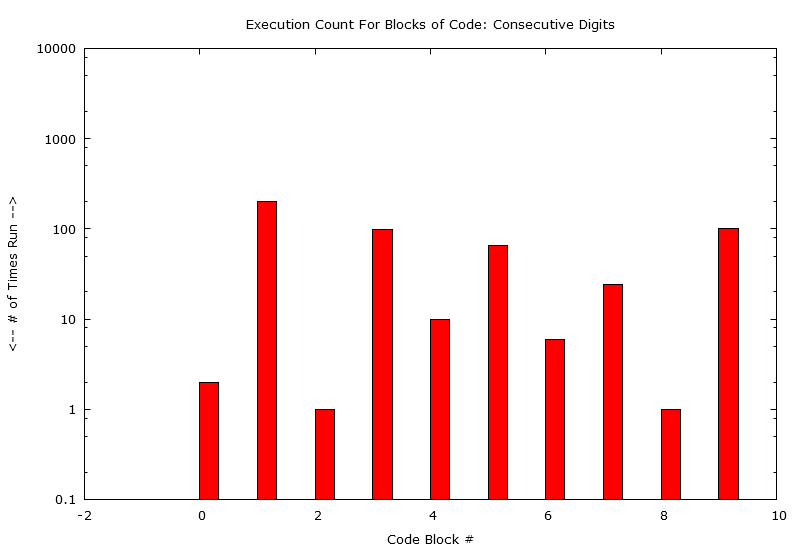 Execution Count For Blocks of Code: Consecutive Digits
10000
1000
100
10
1
0.1
<-- # of Times Run -->
-2 0 2 4 6 8 10
Code Block #